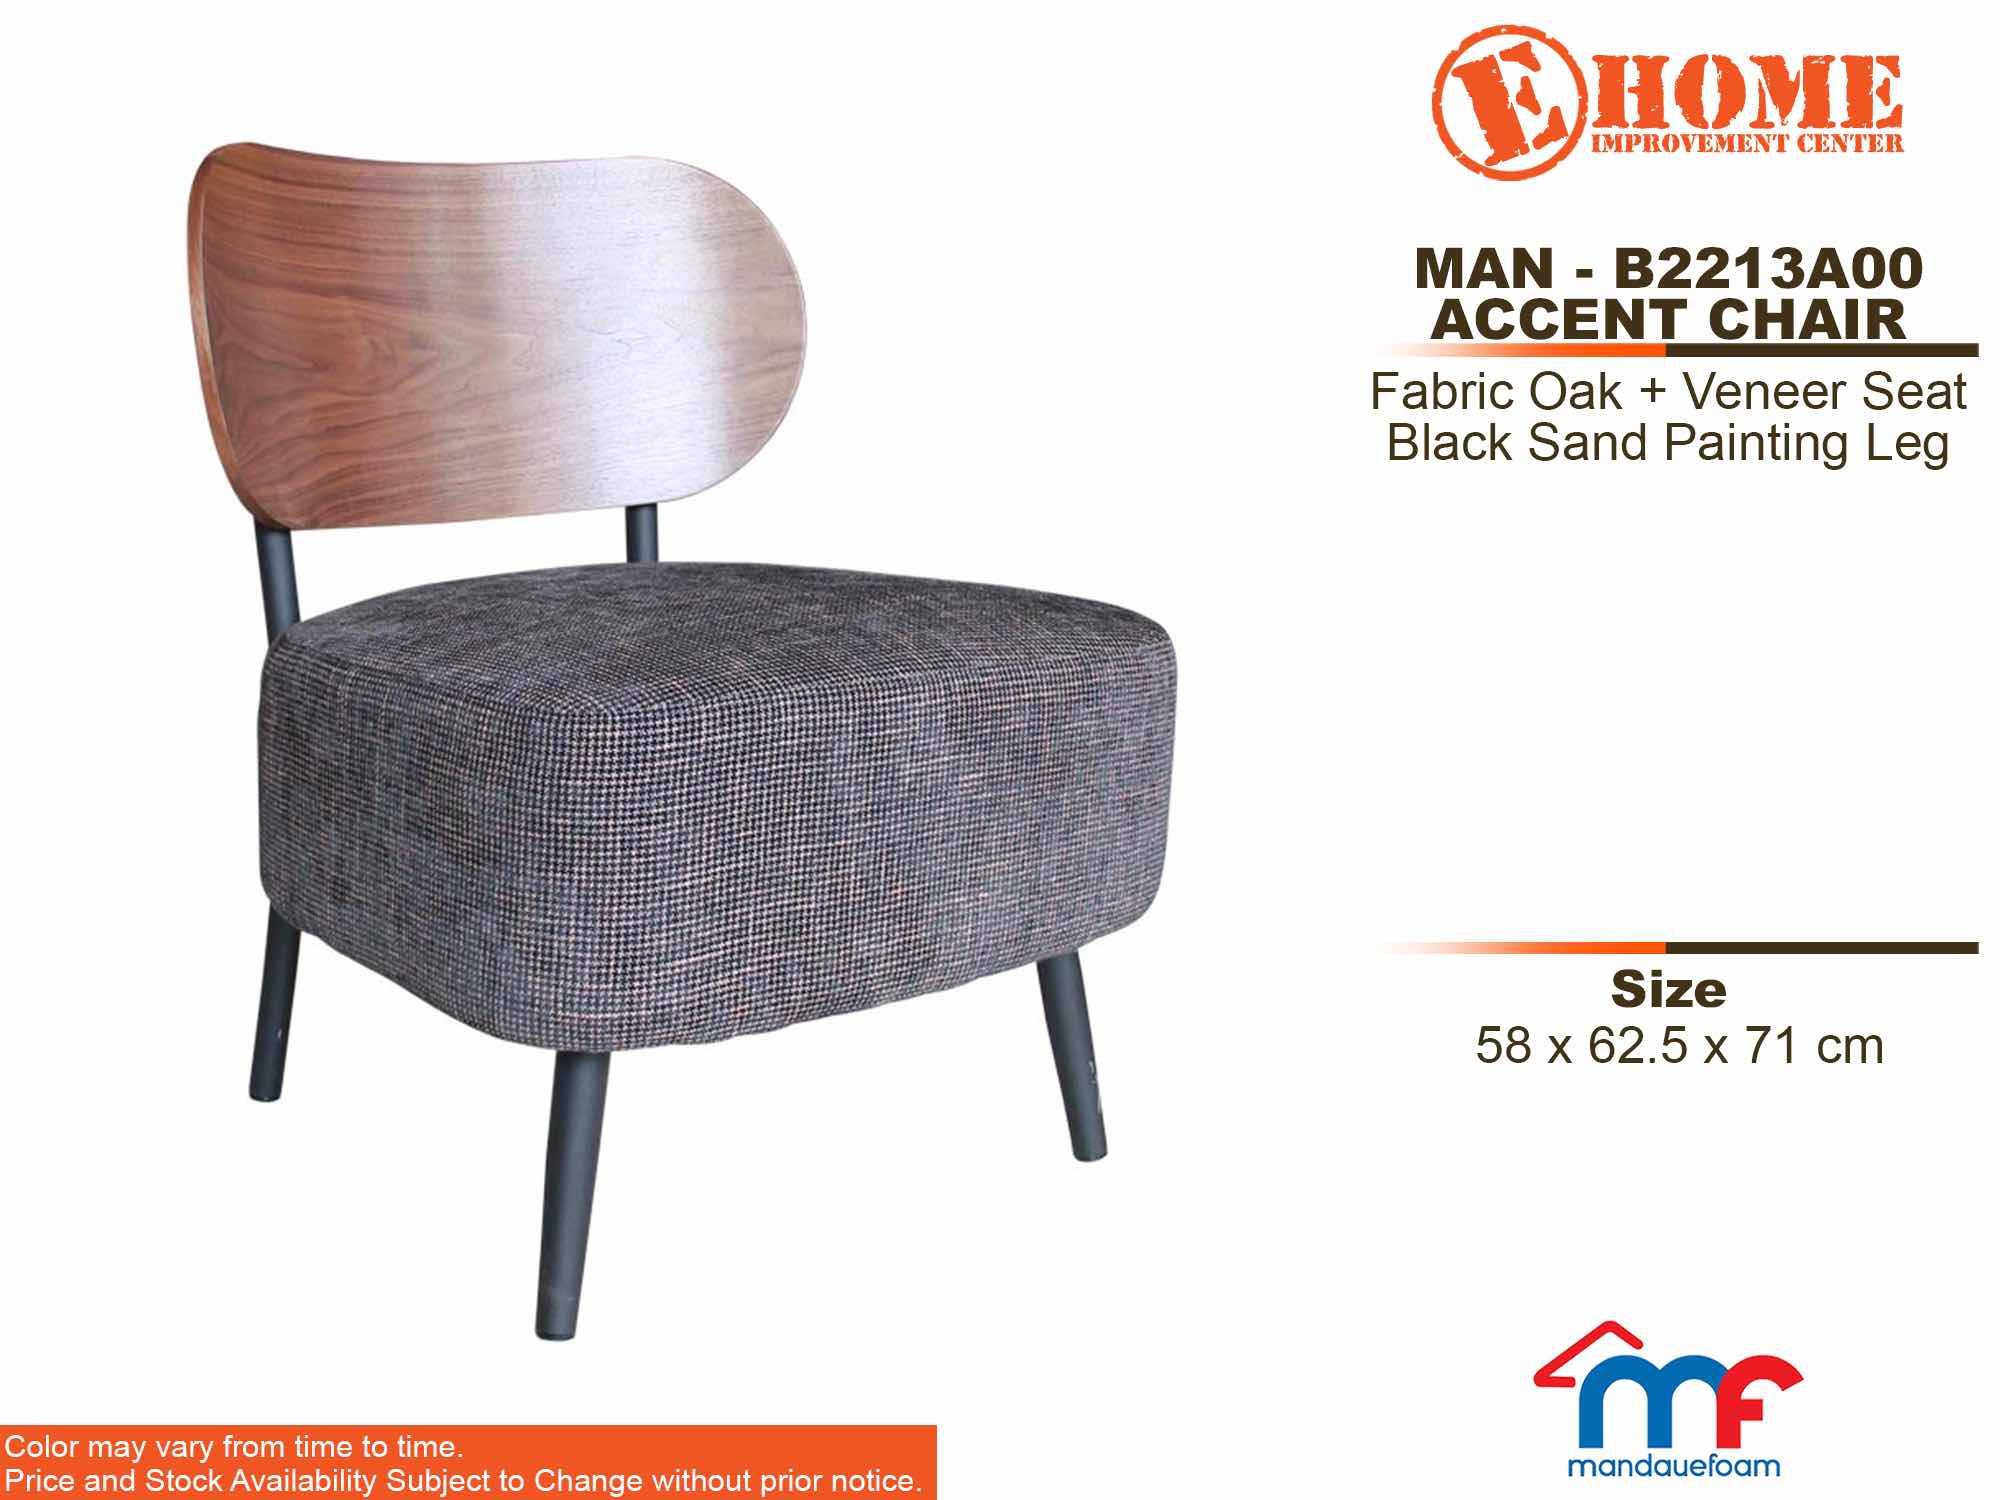 E HOME
IMPROVEMENT CENTER
MAN - B2213A00
ACCENT CHAIR
Fabric Oak + Veneer Seat
Black Sand Painting Leg
Size
58 x 62.5 x 71 cm
mf
mandauefoam
Color may vary from time to time.
Price and Stock Availability Subject to Change without prior notice.